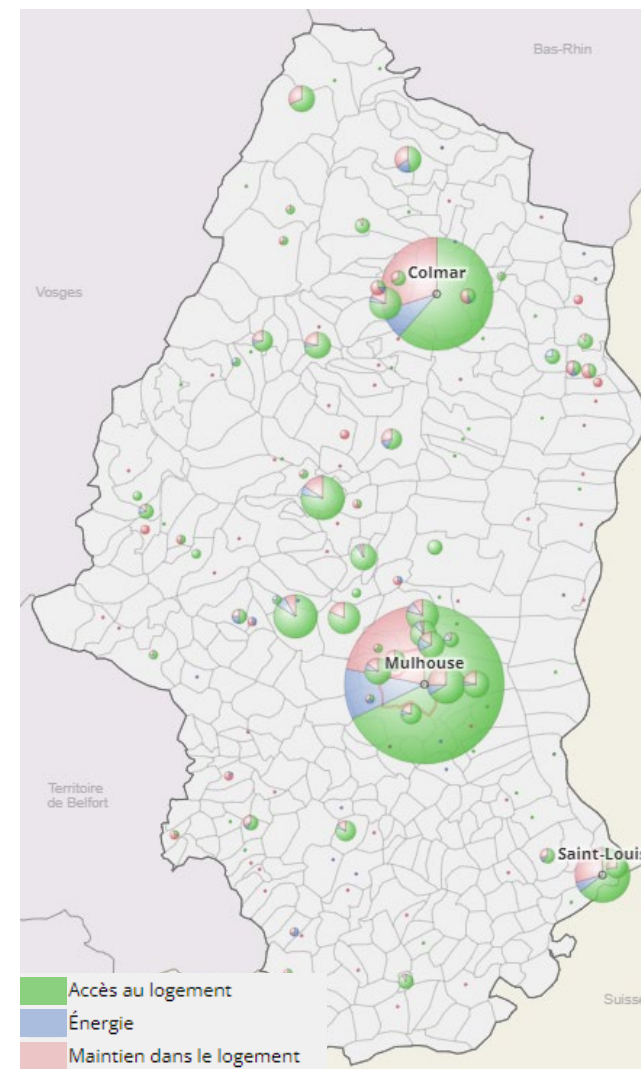 Bas-Rhin
Colmar
Vosges
Mulhouse
Territoire
de Belfort
Saint-Louis
Suisse
Accès au logement
Énergie
Maintien dans le logement